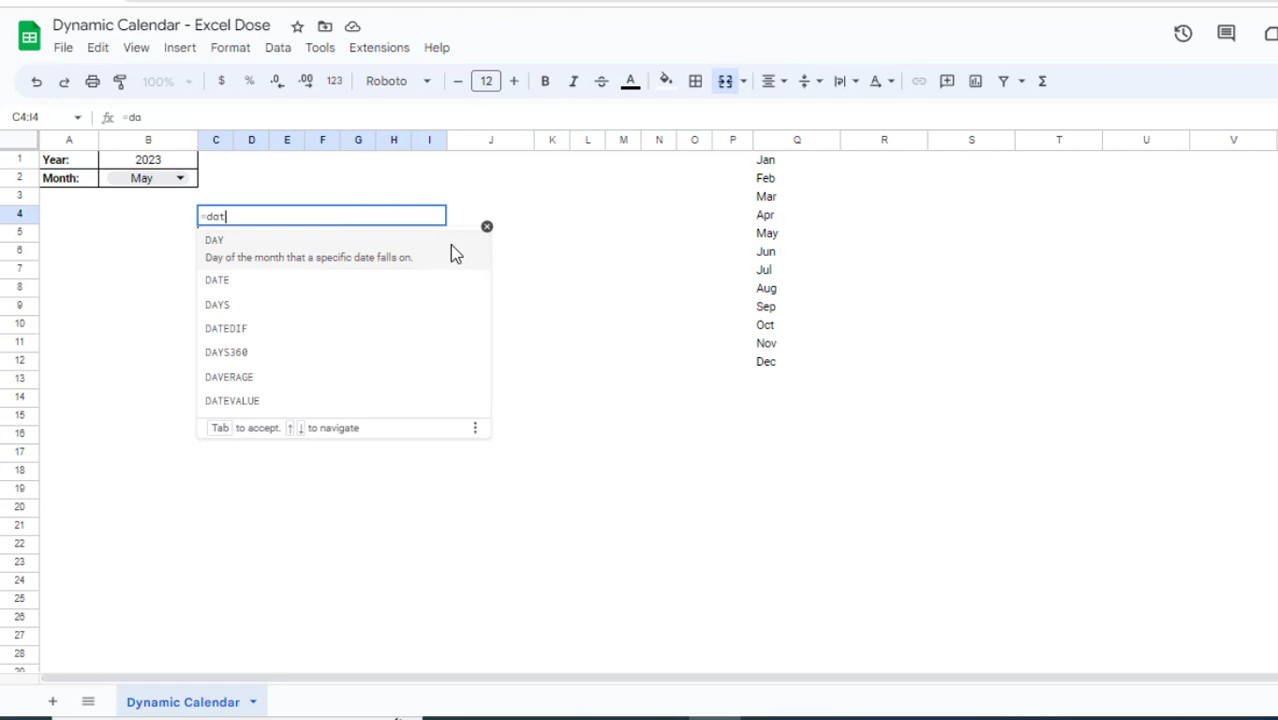 Dynamic Calendar - Excel Dose
File Edit View Insert Format Data Tools Extensions Help
100% $ % .0 .00 123 Roboto − 12 + B I A Σ
C4:I4 fx =da
A B C D E F G H I J K L M N O P Q R S T U V
1 Year: 2023 Jan
2 Month: May Feb
3 Mar
4 =dat Apr
5 May
DAY
6 Jun
Day of the month that a specific date falls on.
7 Jul
DATE
8 Aug
DAYS
9 Sep
DATEDIF
10 Oct
11 Nov
DAYS360
12 Dec
DAVERAGE
13
14
DATEVALUE
15
Tab to accept. ↑ ↓ to navigate
16
17
18
19
20
21
22
23
24
25
26
27
28
29
+ Dynamic Calendar